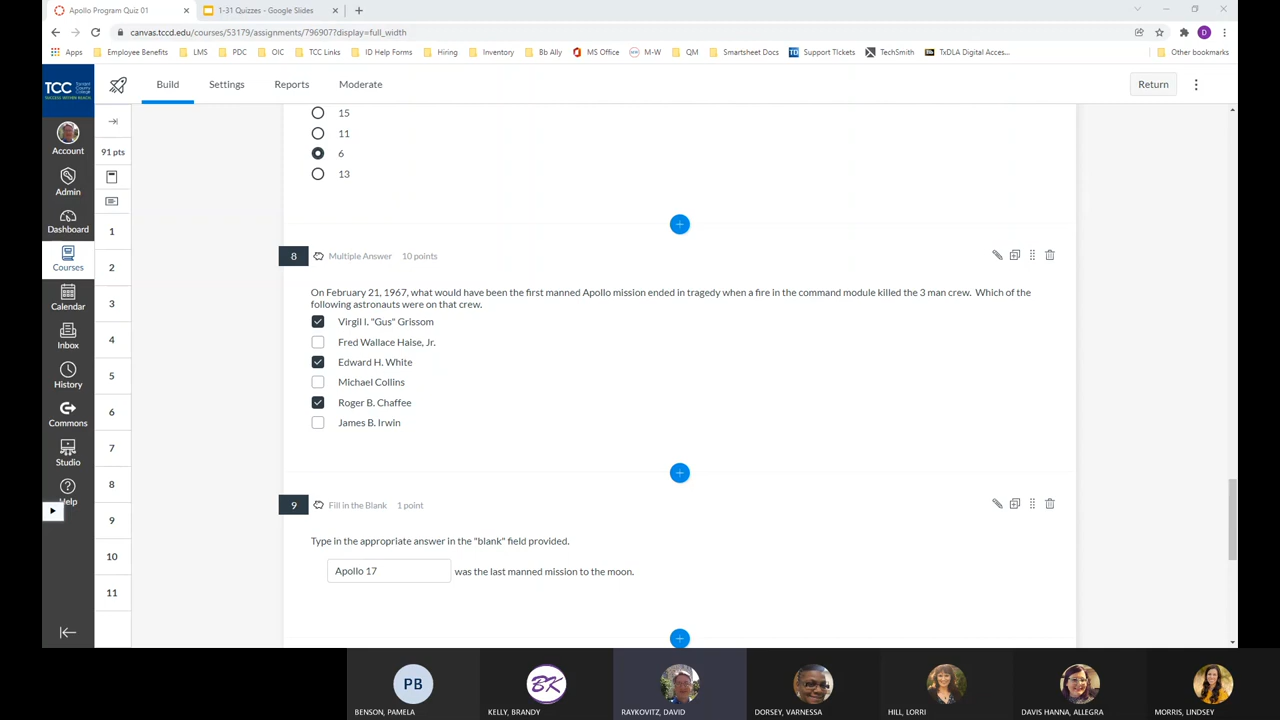 Apollo Program Quiz 01
1-31 Quizzes - Google Slides
canvas.tccd.edu/courses/53179/assignments/796907?display=full_width
Apps
Employee Benefits
LMS
PDC
OIC
TCC Links
ID Help Forms
Hiring
Inventory
Bb Ally
MS Office
M-W
QM
Smartsheet Docs
Support TIckets
TechSmith
TxDLA Digital Acces...
Other bookmarks
TCC
Build
Settings
Reports
Moderate
Return
Account
Admin
Dashboard
Courses
Calendar
Inbox
History
Commons
Studio
Help
91 pts
1
2
3
4
5
6
7
8
9
10
11
15
11
6
13
8
Multiple Answer
10 points
On February 21, 1967, what would have been the first manned Apollo mission ended in tragedy when a fire in the command module killed the 3 man crew. Which of the
following astronauts were on that crew.
Virgil I. "Gus" Grissom
Fred Wallace Haise, Jr.
Edward H. White
Michael Collins
Roger B. Chaffee
James B. Irwin
9
Fill in the Blank
1 point
Type in the appropriate answer in the "blank" field provided.
Apollo 17 was the last manned mission to the moon.
PB
BK
BENSON, PAMELA
KELLY, BRANDY
RAYKOVITZ, DAVID
DORSEY, VARNESSA
HILL, LORRI
DAVIS HANNA, ALLEGRA
MORRIS, LINDSEY